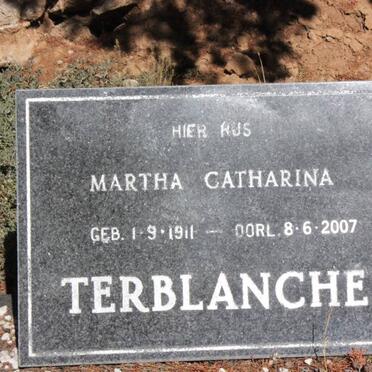 HIER RUS
MARTHA CATHARINA
GEB. 1·9·1911 — OORL. 8·6·2007
TERBLANCHE